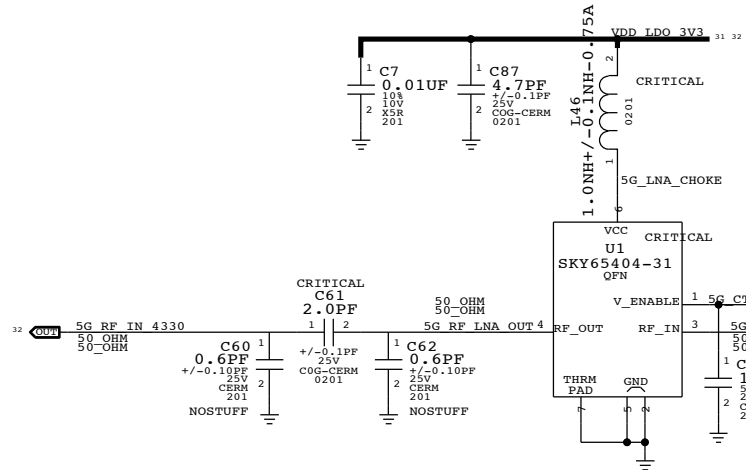 VDD_LDO_3V3 31 32
1 C7
0.01UF
10%
10V
2 X5R
201
1 C87
4.7PF
+/-0.1PF
25V
2 C0G-CERM
0201
L46
1.0NH+/-0.1NH-0.75A
2
CRITICAL
0201
1
5G_LNA_CHOKE
6
VCC
CRITICAL
U1
SKY65404-31
QFN
V_ENABLE 1 5G_CT
RF_OUT
RF_IN 3 5G
50
50
THRM
PAD
GND
7
5
2
CRITICAL
C61
2.0PF
1 2
+/-0.1PF
25V
C0G-CERM
0201
50_OHM
50_OHM
5G_RF_LNA_OUT 4
32 OUT 5G_RF_IN_4330
50_OHM
50_OHM
1 C60
0.6PF
+/-0.10PF
25V
2 CERM
201
NOSTUFF
1 C62
0.6PF
+/-0.10PF
25V
2 CERM
201
NOSTUFF
1 C
1
2